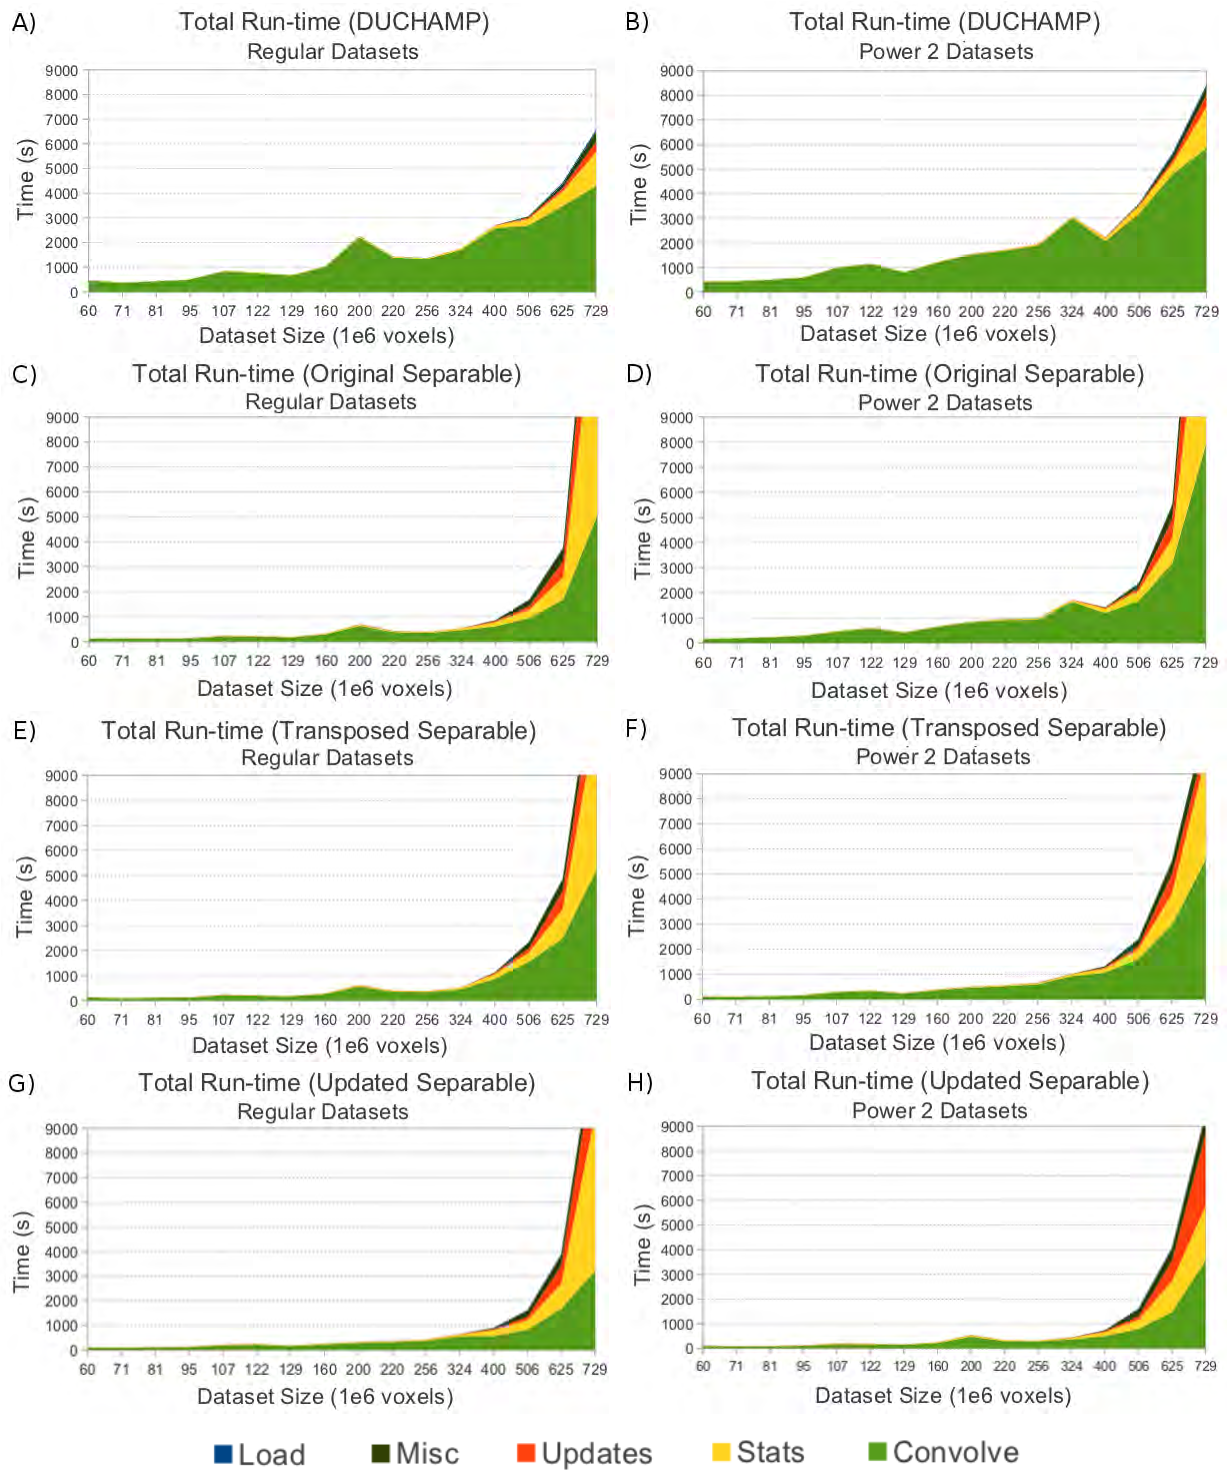 A) Total Run-time (DUCHAMP)
Regular Datasets
9000
8000
7000
6000
5000
4000
3000
2000
1000
0
Time (s)
60 71 81 95 107 122 129 160 200 220 256 324 400 506 625 729
Dataset Size (1e6 voxels)
B) Total Run-time (DUCHAMP)
Power 2 Datasets
9000
8000
7000
6000
5000
4000
3000
2000
1000
0
Time (s)
60 71 81 95 107 122 129 160 200 220 256 324 400 506 625 729
Dataset Size (1e6 voxels)
C) Total Run-time (Original Separable)
Regular Datasets
9000
8000
7000
6000
5000
4000
3000
2000
1000
0
Time (s)
60 71 81 95 107 122 129 160 200 220 256 324 400 506 625 729
Dataset Size (1e6 voxels)
D) Total Run-time (Original Separable)
Power 2 Datasets
9000
8000
7000
6000
5000
4000
3000
2000
1000
0
Time (s)
60 71 81 95 107 122 129 160 200 220 256 324 400 506 625 729
Dataset Size (1e6 voxels)
E) Total Run-time (Transposed Separable)
Regular Datasets
9000
8000
7000
6000
5000
4000
3000
2000
1000
0
Time (s)
60 71 81 95 107 122 129 160 200 220 256 324 400 506 625 729
Dataset Size (1e6 voxels)
F) Total Run-time (Transposed Separable)
Power 2 Datasets
9000
8000
7000
6000
5000
4000
3000
2000
1000
0
Time (s)
60 71 81 95 107 122 129 160 200 220 256 324 400 506 625 729
Dataset Size (1e6 voxels)
G) Total Run-time (Updated Separable)
Regular Datasets
9000
8000
7000
6000
5000
4000
3000
2000
1000
0
Time (s)
60 71 81 95 107 122 129 160 200 220 256 324 400 506 625 729
Dataset Size (1e6 voxels)
H) Total Run-time (Updated Separable)
Power 2 Datasets
9000
8000
7000
6000
5000
4000
3000
2000
1000
0
Time (s)
60 71 81 95 107 122 129 160 200 220 256 324 400 506 625 729
Dataset Size (1e6 voxels)
Load Misc Updates Stats Convolve